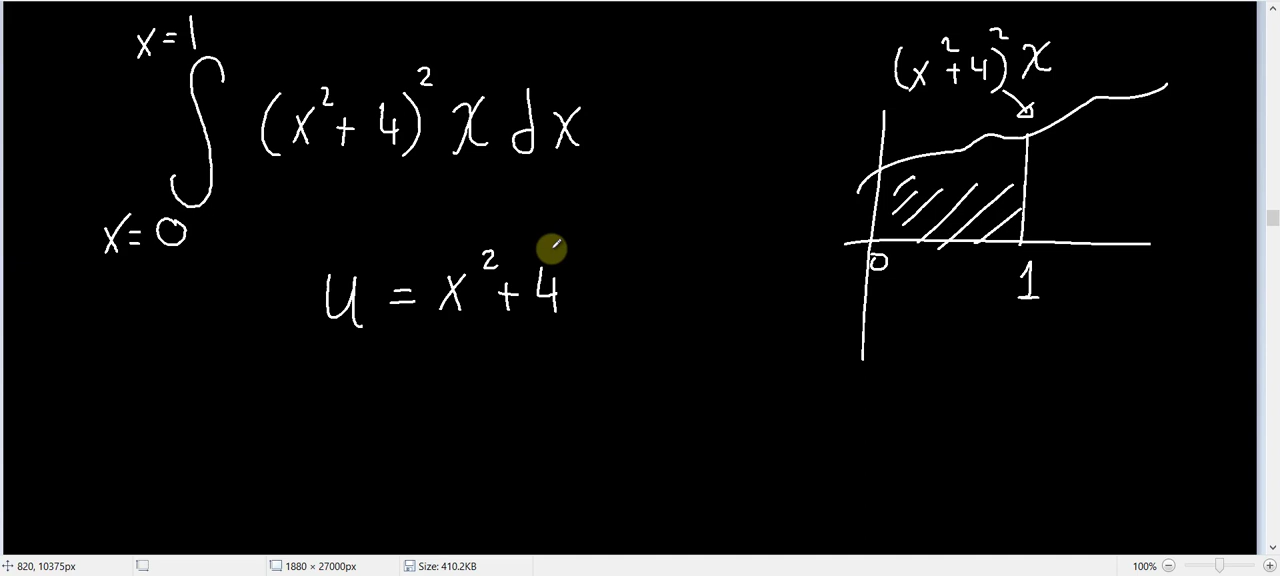 x=1
∫ (x²+4)² x dx
x=0
u = x²+4
(x²+4)² x
0
1
820, 10375px
1880 × 27000px
Size: 410.2KB
100%